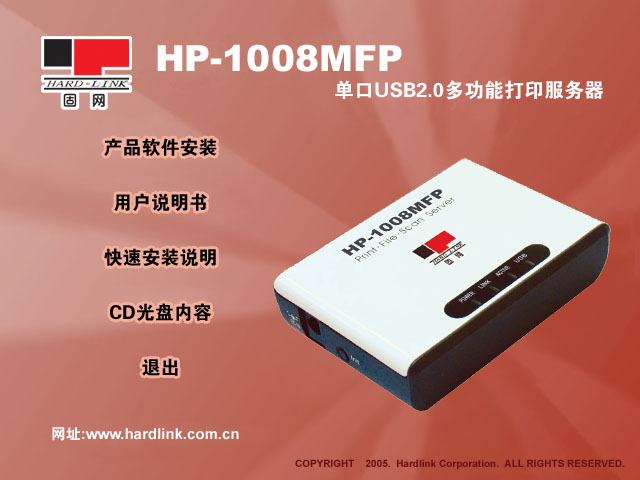 HARD-LINK
固网
HP-1008MFP
单口USB2.0多功能打印服务器
产品软件安装
用户说明书
快速安装说明
CD光盘内容
退出
HP-1008MFP
Print·File·Scan Server
固网
POWER LINK ACT/10 USB
Init
网址:www.hardlink.com.cn
COPYRIGHT 2005. Hardlink Corporation. ALL RIGHTS RESERVED.